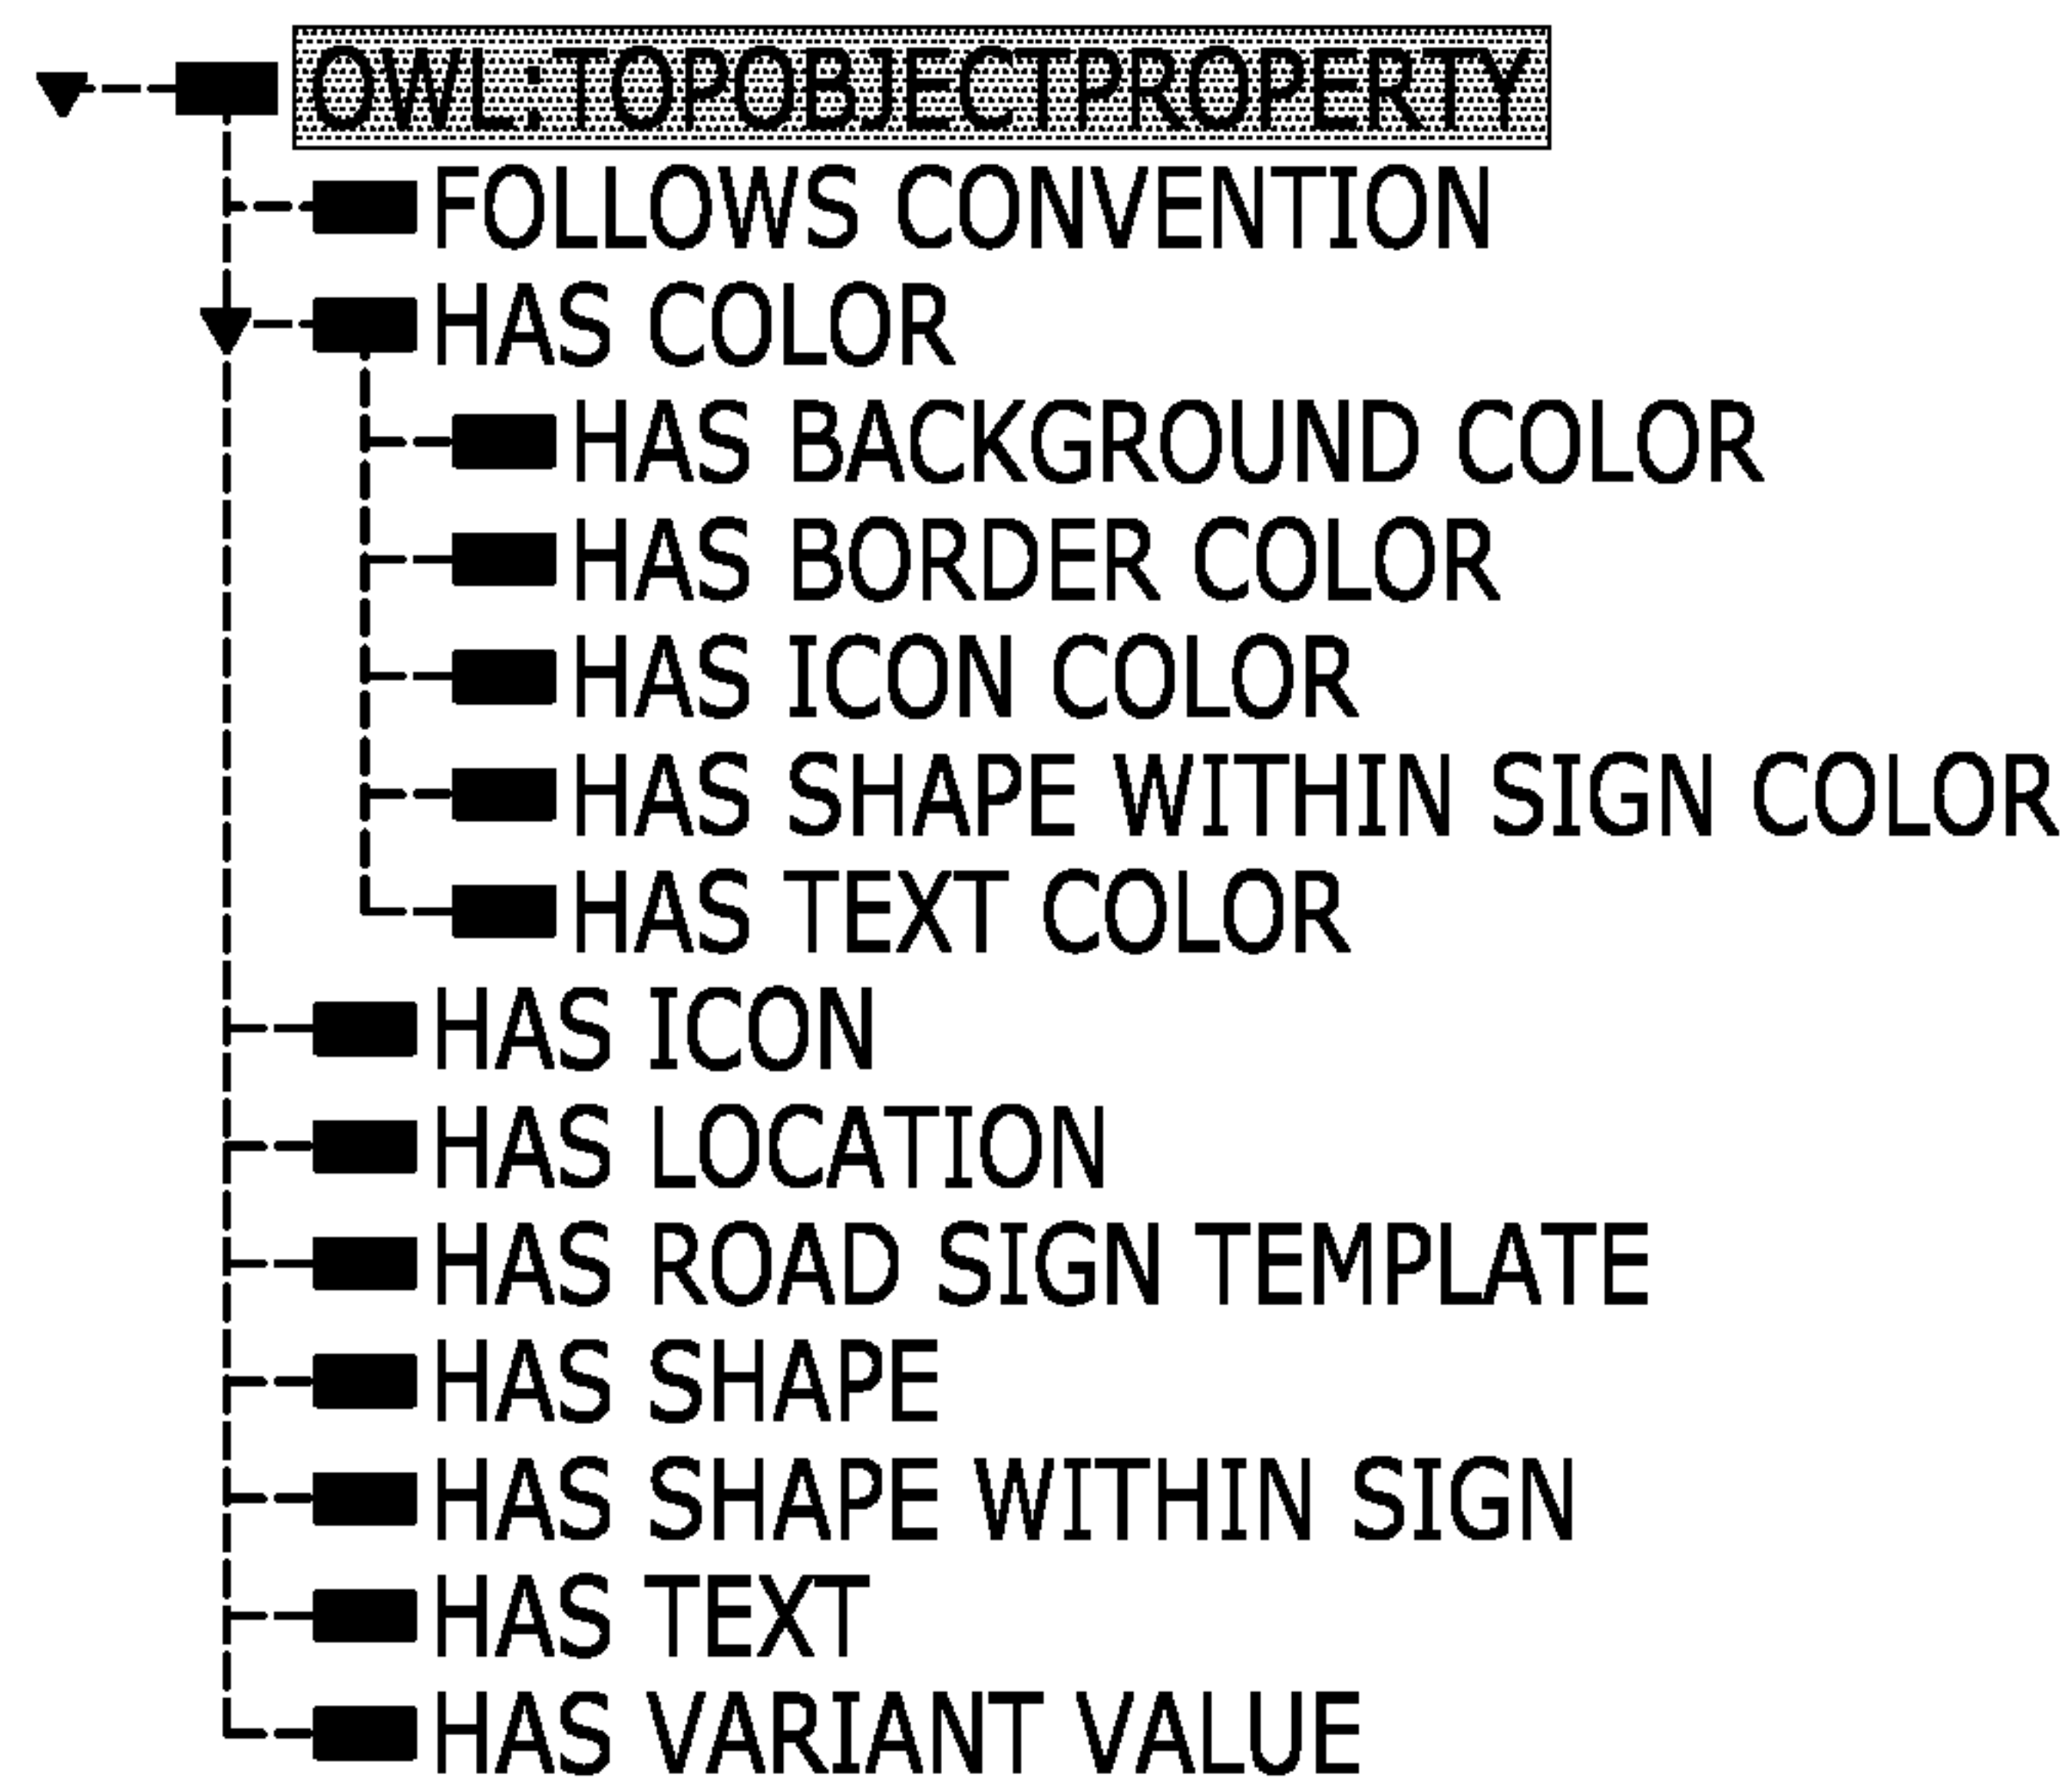 OWL:TOPOBJECTPROPERTY
FOLLOWS CONVENTION
HAS COLOR
HAS BACKGROUND COLOR
HAS BORDER COLOR
HAS ICON COLOR
HAS SHAPE WITHIN SIGN COLOR
HAS TEXT COLOR
HAS ICON
HAS LOCATION
HAS ROAD SIGN TEMPLATE
HAS SHAPE
HAS SHAPE WITHIN SIGN
HAS TEXT
HAS VARIANT VALUE